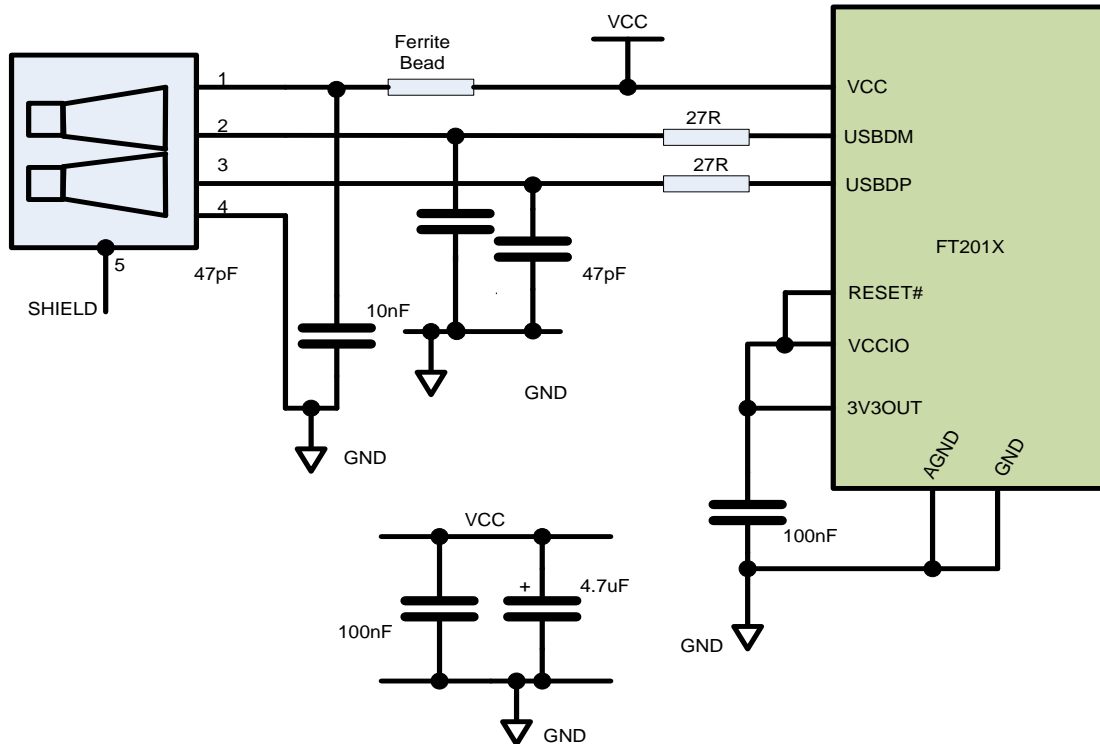 VCC
Ferrite
Bead
1
VCC
2
27R
USBDM
3
27R
USBDP
4
FT201X
5
47pF
47pF
SHIELD
10nF
RESET#
VCCIO
GND
3V3OUT
GND
AGND
GND
VCC
100nF
+
4.7uF
100nF
GND
GND